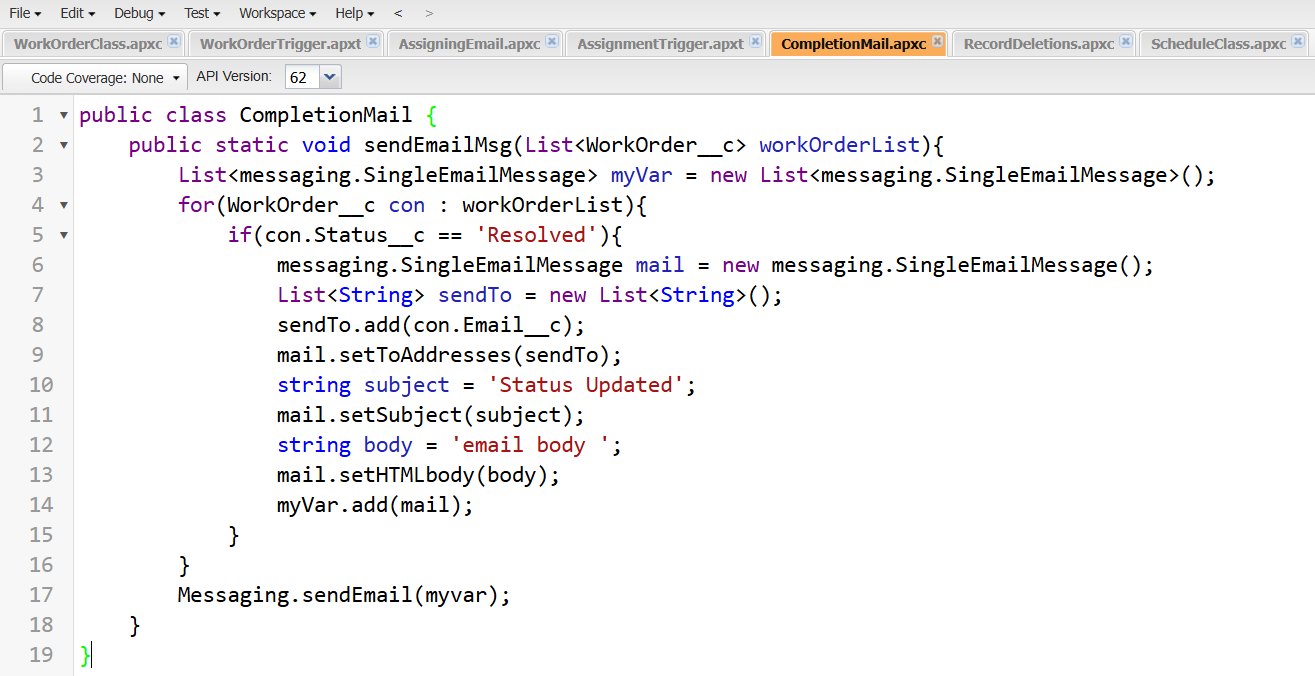 File Edit Debug Test Workspace Help < >
WorkOrderClass.apxc WorkOrderTrigger.apxt AssigningEmail.apxc AssignmentTrigger.apxt CompletionMail.apxc RecordDeletions.apxc ScheduleClass.apxc
Code Coverage: None API Version: 62
1 public class CompletionMail {
2 public static void sendEmailMsg(List<WorkOrder__c> workOrderList){
3 List<messaging.SingleEmailMessage> myVar = new List<messaging.SingleEmailMessage>();
4 for(WorkOrder__c con : workOrderList){
5 if(con.Status__c == 'Resolved'){
6 messaging.SingleEmailMessage mail = new messaging.SingleEmailMessage();
7 List<String> sendTo = new List<String>();
8 sendTo.add(con.Email__c);
9 mail.setToAddresses(sendTo);
10 string subject = 'Status Updated';
11 mail.setSubject(subject);
12 string body = 'email body ';
13 mail.setHTMLbody(body);
14 myVar.add(mail);
15 }
16 }
17 Messaging.sendEmail(myvar);
18 }
19 }